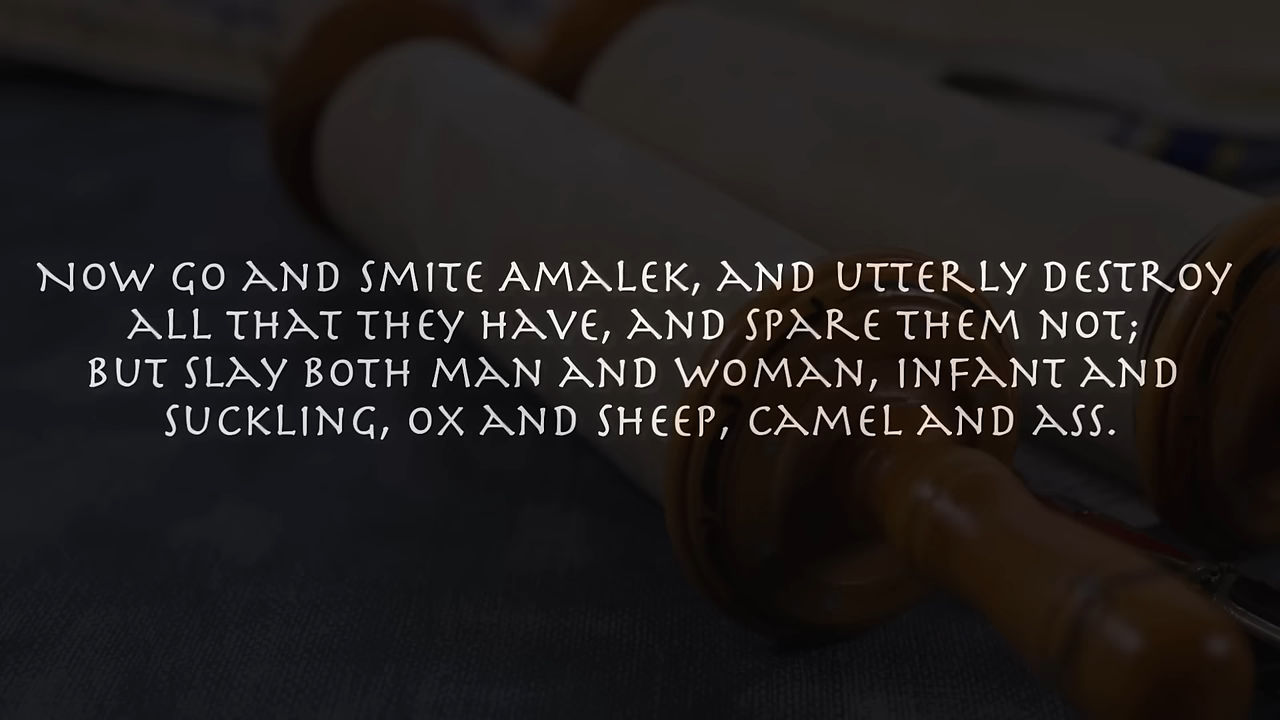 NOW GO AND SMITE AMALEK, AND UTTERLY DESTROY
ALL THAT THEY HAVE, AND SPARE THEM NOT;
BUT SLAY BOTH MAN AND WOMAN, INFANT AND
SUCKLING, OX AND SHEEP, CAMEL AND ASS.